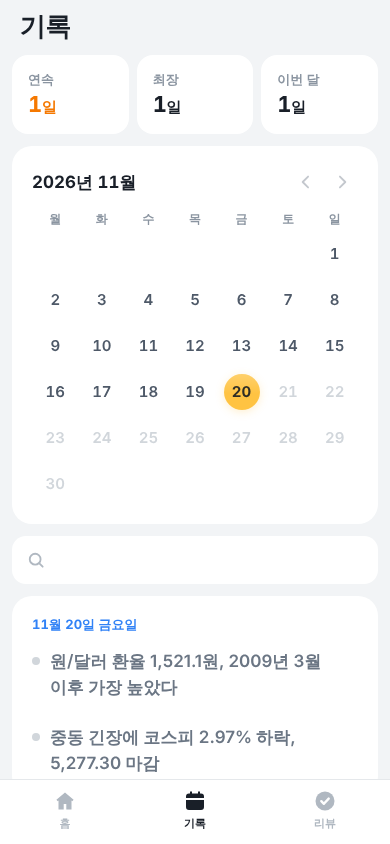 기록
연속 최장 이번 달
1일 1일 1일
2026년 11월
월 화 수 목 금 토 일
1
2 3 4 5 6 7 8
9 10 11 12 13 14 15
16 17 18 19 20 21 22
23 24 25 26 27 28 29
30
11월 20일 금요일
원/달러 환율 1,521.1원, 2009년 3월
이후 가장 높았다
중동 긴장에 코스피 2.97% 하락,
5,277.30 마감
홈 기록 리뷰